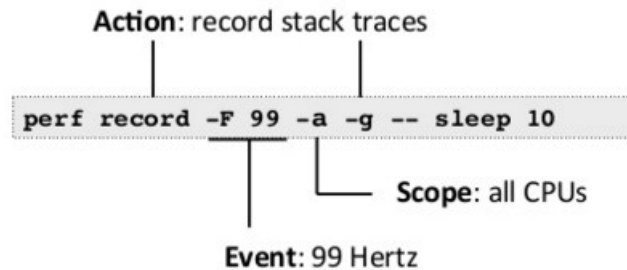 Action: record stack traces
perf record -F 99 -a -g -- sleep 10
Scope: all CPUs
Event: 99 Hertz